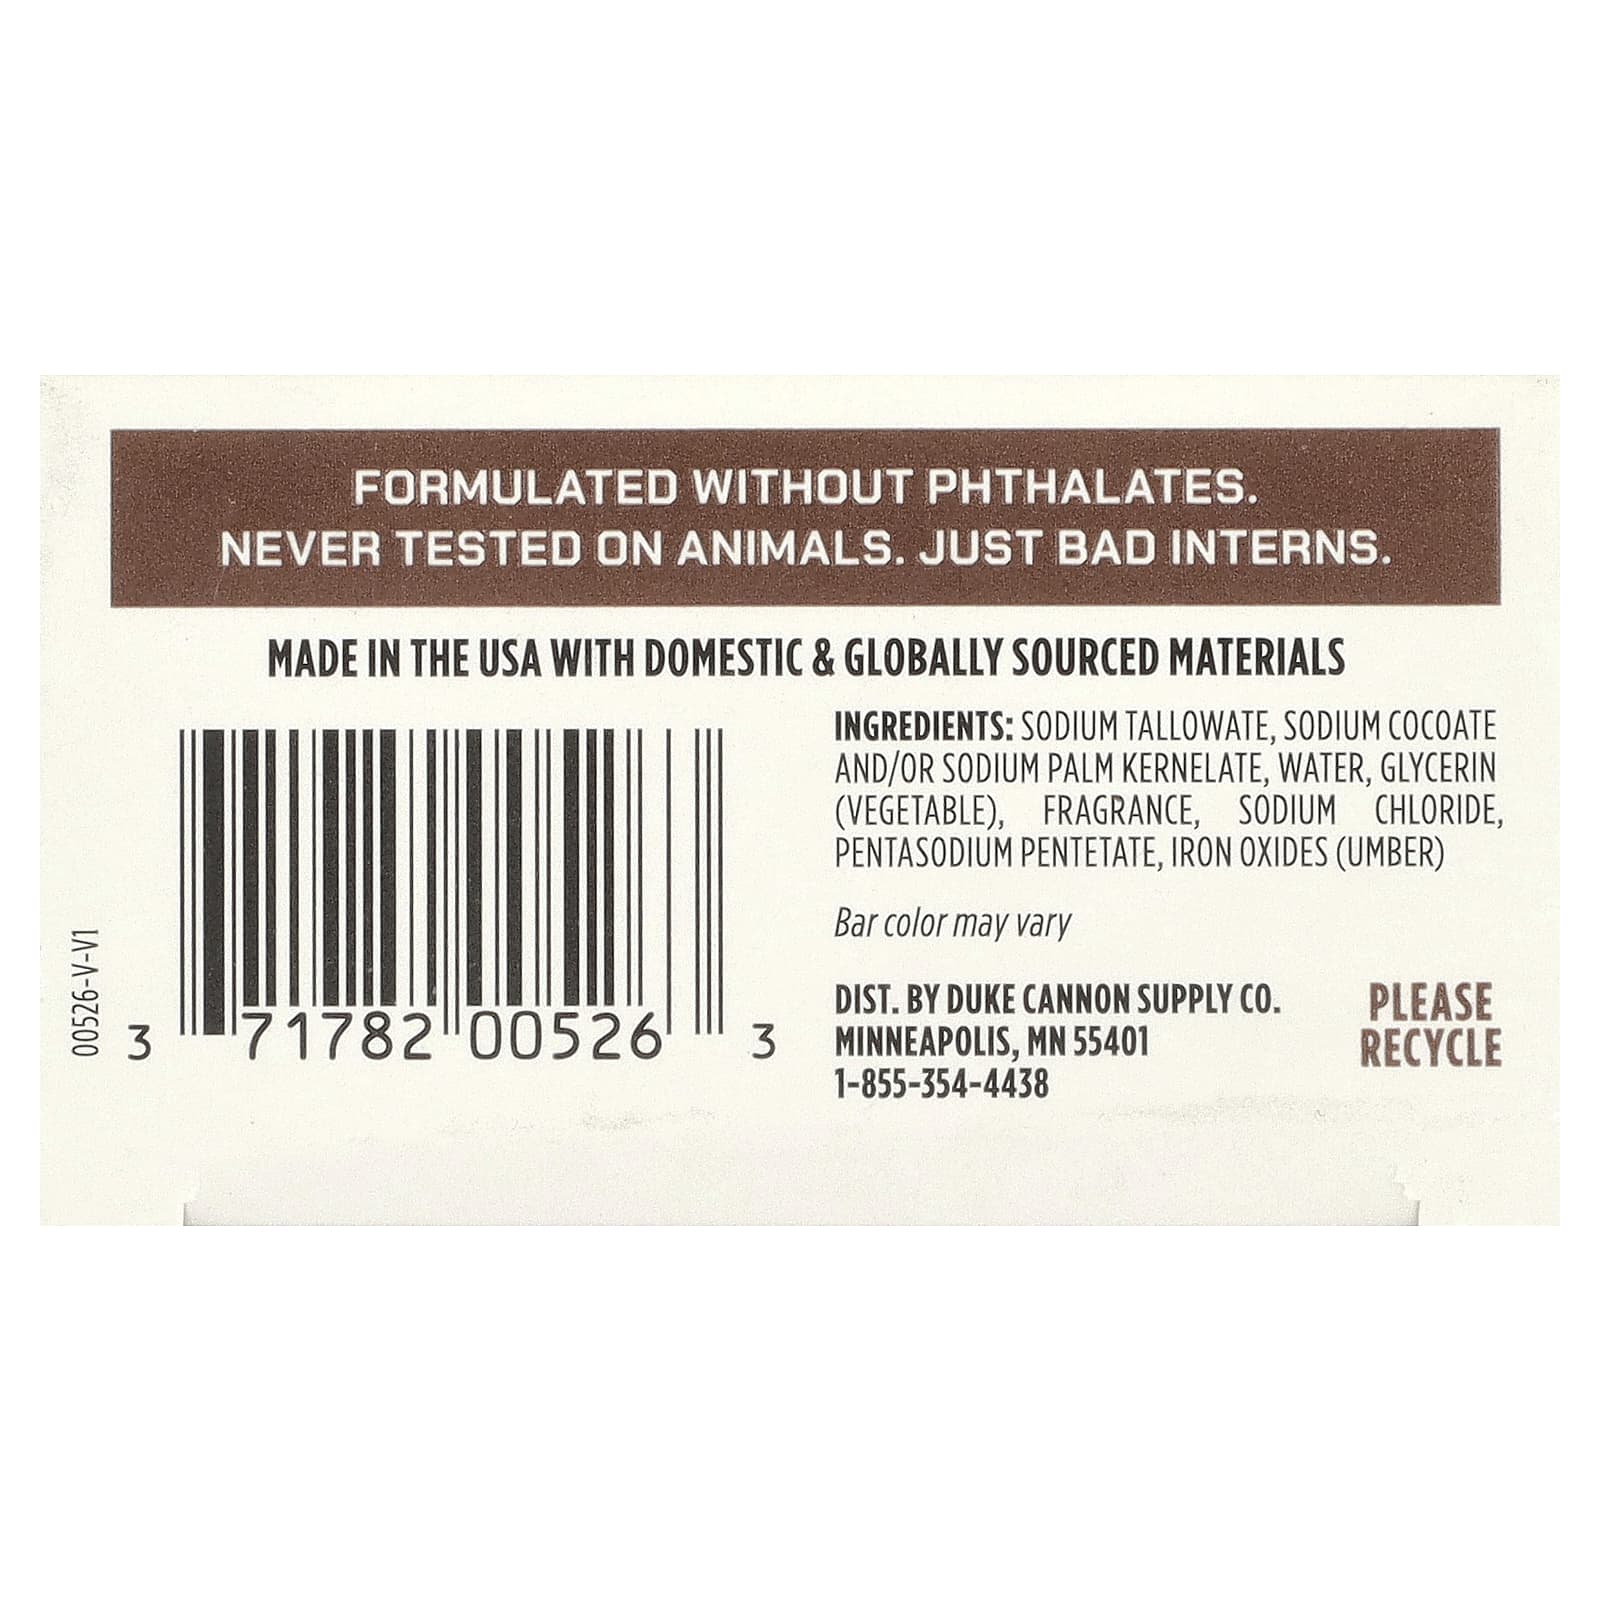 FORMULATED WITHOUT PHTHALATES.
NEVER TESTED ON ANIMALS. JUST BAD INTERNS.
MADE IN THE USA WITH DOMESTIC & GLOBALLY SOURCED MATERIALS
00526-V-V1
3 71782 00526 3
INGREDIENTS: SODIUM TALLOWATE, SODIUM COCOATE
AND/OR SODIUM PALM KERNELATE, WATER, GLYCERIN
(VEGETABLE), FRAGRANCE, SODIUM CHLORIDE,
PENTASODIUM PENTETATE, IRON OXIDES (UMBER)
Bar color may vary
DIST. BY DUKE CANNON SUPPLY CO.
MINNEAPOLIS, MN 55401
1-855-354-4438
PLEASE
RECYCLE